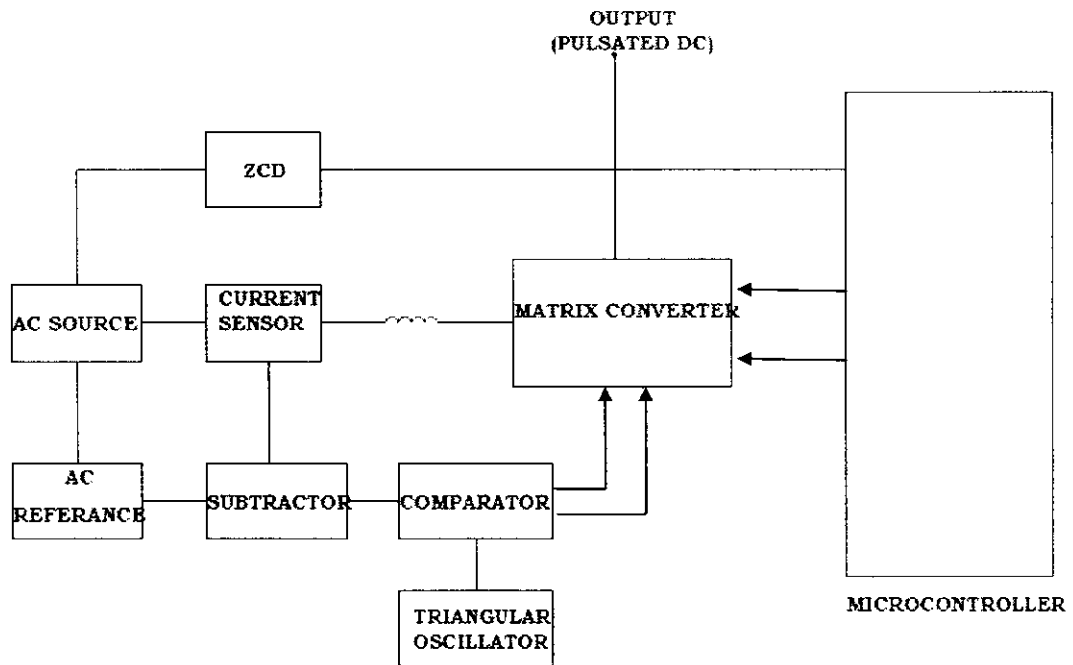 OUTPUT
(PULSATED DC)
ZCD
AC SOURCE
CURRENT
SENSOR
MATRIX CONVERTER
AC
REFERANCE
SUBTRACTOR
COMPARATOR
TRIANGULAR
OSCILLATOR
MICROCONTROLLER